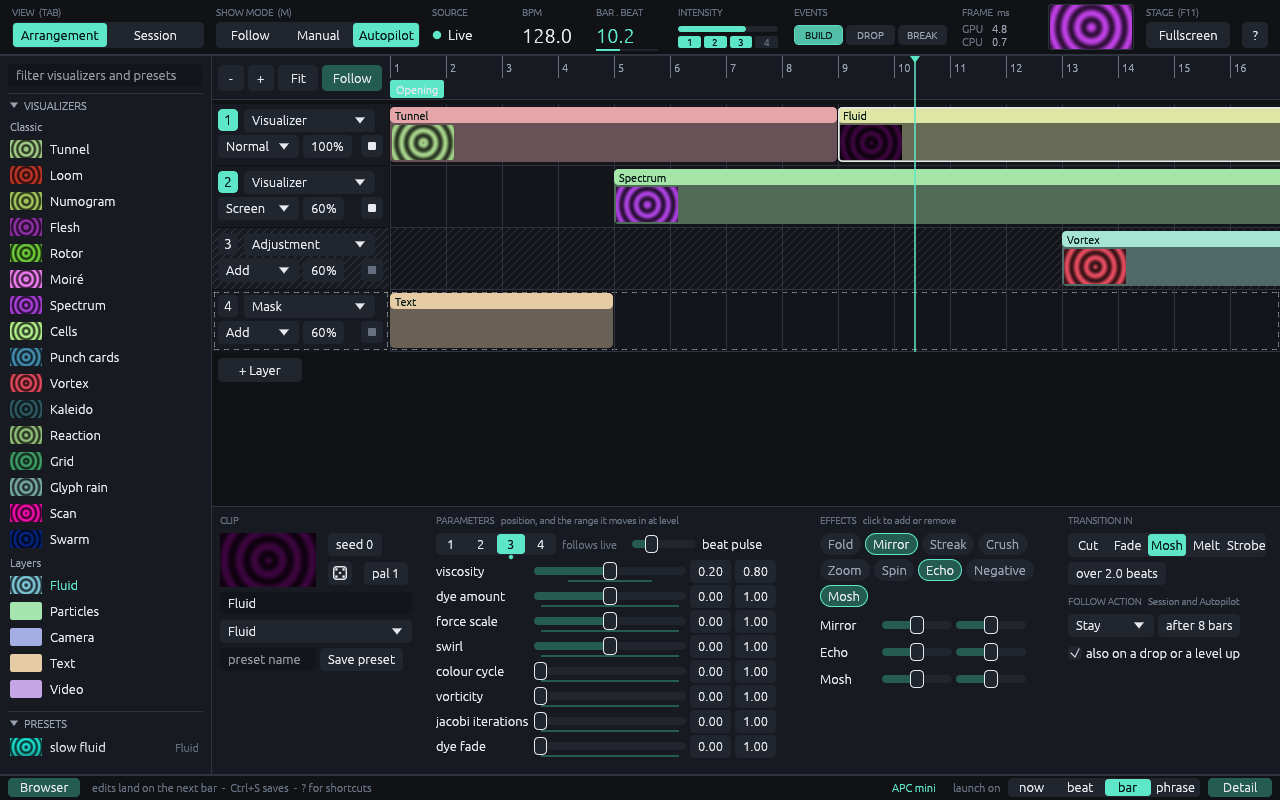 VIEW (TAB)
SHOW MODE (M)
SOURCE
BPM
BAR . BEAT
INTENSITY
EVENTS
FRAME ms
STAGE (F11)
Arrangement
Session
Follow
Manual
Autopilot
Live
128.0
10.2
1 2 3 4
BUILD
DROP
BREAK
GPU 4.8
CPU 0.7
Fullscreen
?
filter visualizers and presets
VISUALIZERS
Classic
Tunnel
Loom
Numogram
Flesh
Rotor
Moiré
Spectrum
Cells
Punch cards
Vortex
Kaleido
Reaction
Grid
Glyph rain
Scan
Swarm
Layers
Fluid
Particles
Camera
Text
Video
PRESETS
slow fluid
Fluid
-
+
Fit
Follow
1 2 3 4 5 6 7 8 9 10 11 12 13 14 15 16
Opening
1 Visualizer
Normal 100%
Tunnel
Fluid
2 Visualizer
Screen 60%
Spectrum
3 Adjustment
Add 60%
Vortex
4 Mask
Add 60%
Text
+ Layer
CLIP
seed 0
pal 1
Fluid
Fluid
preset name
Save preset
PARAMETERS position, and the range it moves in at level
1 2 3 4 follows live beat pulse
viscosity 0.20 0.80
dye amount 0.00 1.00
force scale 0.00 1.00
swirl 0.00 1.00
colour cycle 0.00 1.00
vorticity 0.00 1.00
jacobi iterations 0.00 1.00
dye fade 0.00 1.00
EFFECTS click to add or remove
Fold Mirror Streak Crush
Zoom Spin Echo Negative
Mosh
Mirror
Echo
Mosh
TRANSITION IN
Cut Fade Mosh Melt Strobe
over 2.0 beats
FOLLOW ACTION Session and Autopilot
Stay after 8 bars
also on a drop or a level up
Browser
edits land on the next bar - Ctrl+S saves - ? for shortcuts
APC mini
launch on
now beat bar phrase
Detail